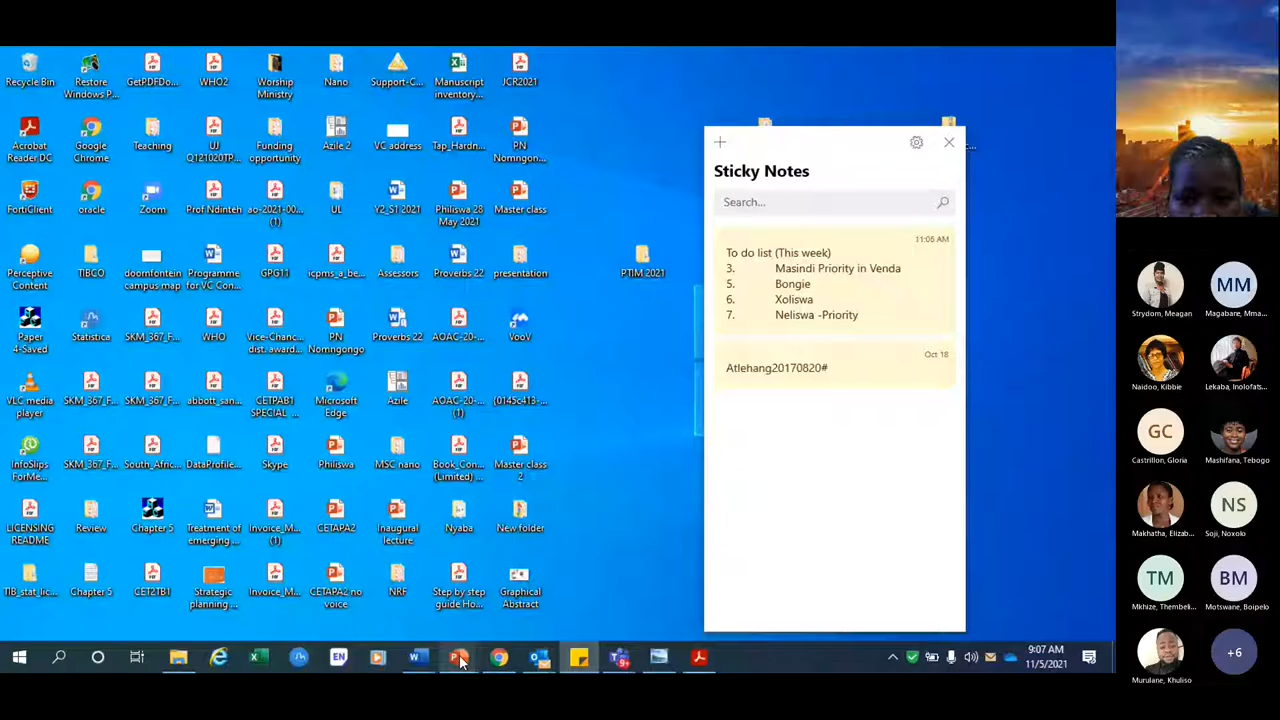 Recycle Bin
Restore Windows P...
GetPDFDo...
WHO2
Worship Ministry
Nano
Support-C...
Manuscript inventory...
JCR2021
Acrobat Reader DC
Google Chrome
Teaching
UJ Q121020TP...
Funding opportunity
Azile 2
VC address
Tap_Hardn...
PN Nomngon...
FortiClient
oracle
Zoom
Prof Ndinteh
ao-2021-00... (1)
UL
Y2_S1 2021
Philiswa 28 May 2021
Master class
Perceptive Content
TIBCO
doornfontein campus map
Programme for VC Con...
GPG11
icpms_a_be...
Assessors
Proverbs 22
presentation
PTIM 2021
Paper 4-Saved
Statistica
SKM_367_F...
WHO
Vice-Chanc... dist. award...
PN Nomngongo
Proverbs 22
AOAC-20-...
VooV
VLC media player
SKM_367_F...
SKM_367_F...
abbott_san...
CETPAB1 SPECIAL ...
Microsoft Edge
Azile
AOAC-20-... (1)
(0145c413-...
InfoSlips ForMe...
SKM_367_F...
South_Afric...
DataProfile...
Skype
Philiswa
MSC nano
Book_Con... (Limited) ...
Master class 2
LICENSING README
Review
Chapter 5
Treatment of emerging ...
Invoice_M... (1)
CETAPA2
Inaugural lecture
Nyaba
New folder
TIB_stat_lic...
Chapter 5
CET2TB1
Strategic planning ...
Invoice_M...
CETAPA2 no voice
NRF
Step by step guide Ho...
Graphical Abstract
Sticky Notes
Search...
11:06 AM
To do list (This week)
3. Masindi Priority in Venda
5. Bongie
6. Xoliswa
7. Neliswa -Priority
Oct 18
Atlehang20170820#
EN
9:07 AM
11/5/2021
MM
Strydom, Meagan
Magabane, Mma...
Naidoo, Kibbie
Lekaba, Inolofats...
GC
Castrillon, Gloria
Mashifana, Tebogo
NS
Makhatha, Elizab...
Soji, Noxolo
TM
BM
Mkhize, Thembeli...
Motswane, Boipelo
+6
Murulane, Khuliso